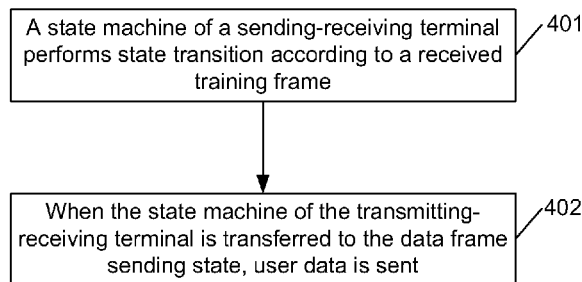 A state machine of a sending-receiving terminal
performs state transition according to a received
training frame
401
When the state machine of the transmitting-
receiving terminal is transferred to the data frame
sending state, user data is sent
402